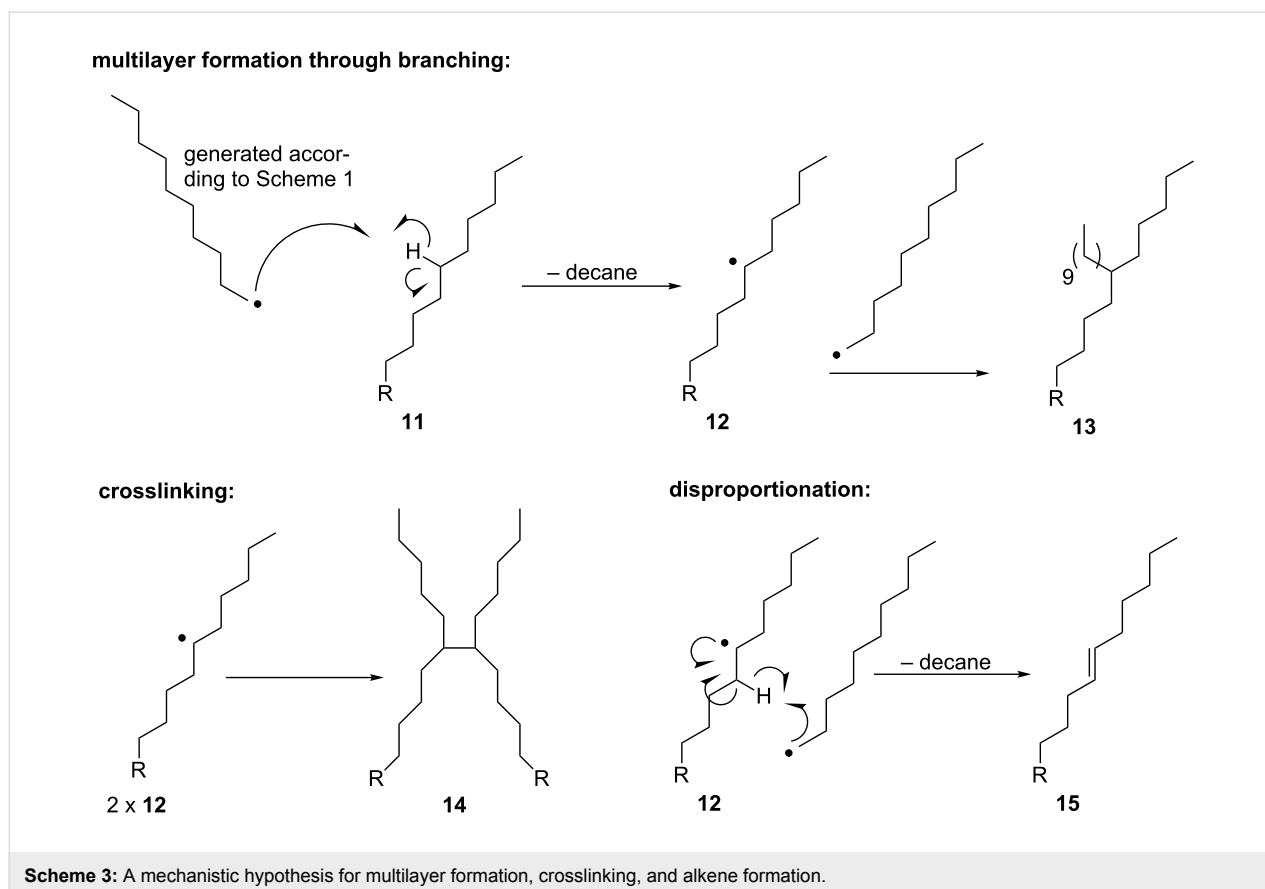 multilayer formation through branching:
generated accor-
ding to Scheme 1
H
R
11
– decane
R
12
9
R
13
crosslinking:
R
2 x 12
R
R
14
disproportionation:
H
R
12
– decane
R
15
Scheme 3: A mechanistic hypothesis for multilayer formation, crosslinking, and alkene formation.